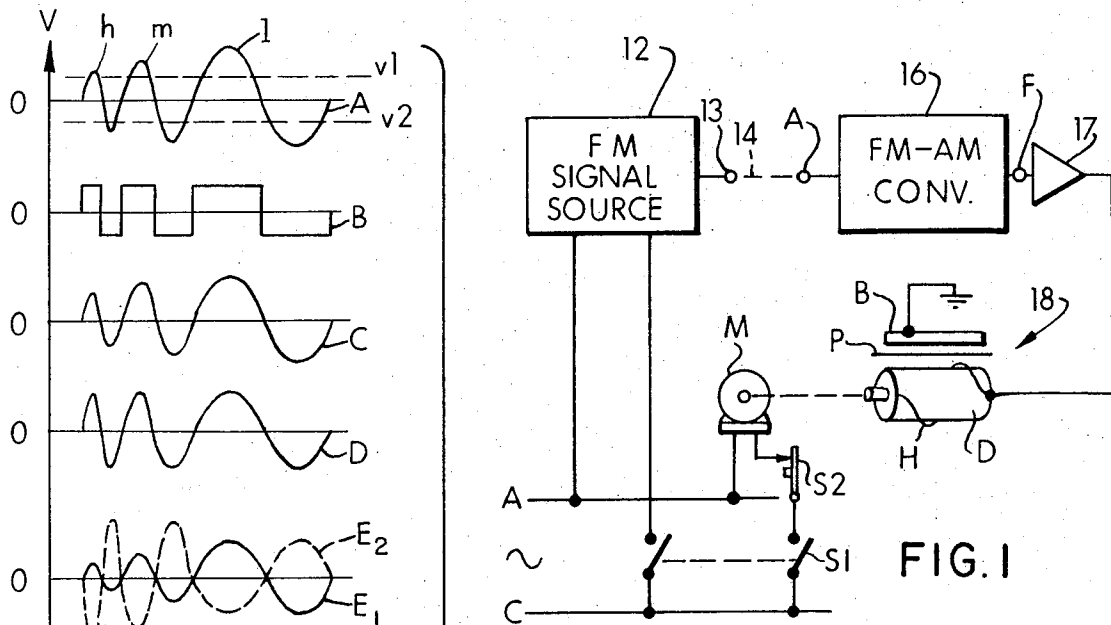 V
h
m
l
v1
0
A
v2
0
B
0
C
0
D
E2
0
E1
12
FM
SIGNAL
SOURCE
13
14
A
16
FM-AM
CONV.
F
17
B
18
P
M
H
D
S2
A
~
S1
C
FIG. 1